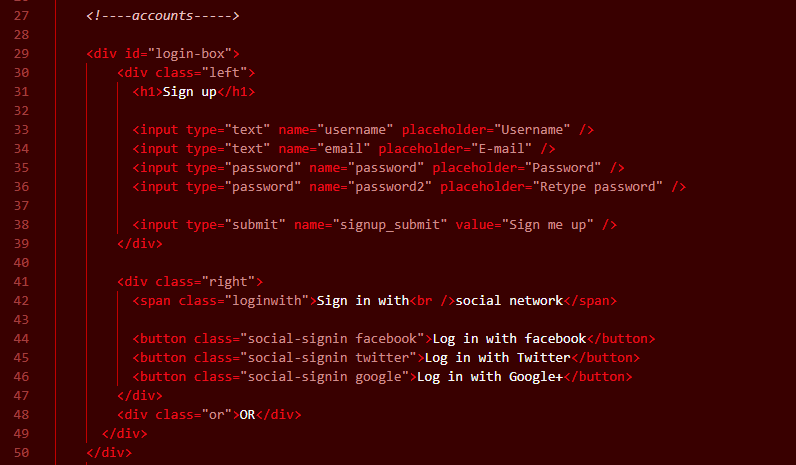 27 <!----accounts----->
28
29 <div id="login-box">
30 <div class="left">
31 <h1>Sign up</h1>
32
33 <input type="text" name="username" placeholder="Username" />
34 <input type="text" name="email" placeholder="E-mail" />
35 <input type="password" name="password" placeholder="Password" />
36 <input type="password" name="password2" placeholder="Retype password" />
37
38 <input type="submit" name="signup_submit" value="Sign me up" />
39 </div>
40
41 <div class="right">
42 <span class="loginwith">Sign in with<br />social network</span>
43
44 <button class="social-signin facebook">Log in with facebook</button>
45 <button class="social-signin twitter">Log in with Twitter</button>
46 <button class="social-signin google">Log in with Google+</button>
47 </div>
48 <div class="or">OR</div>
49 </div>
50 </div>